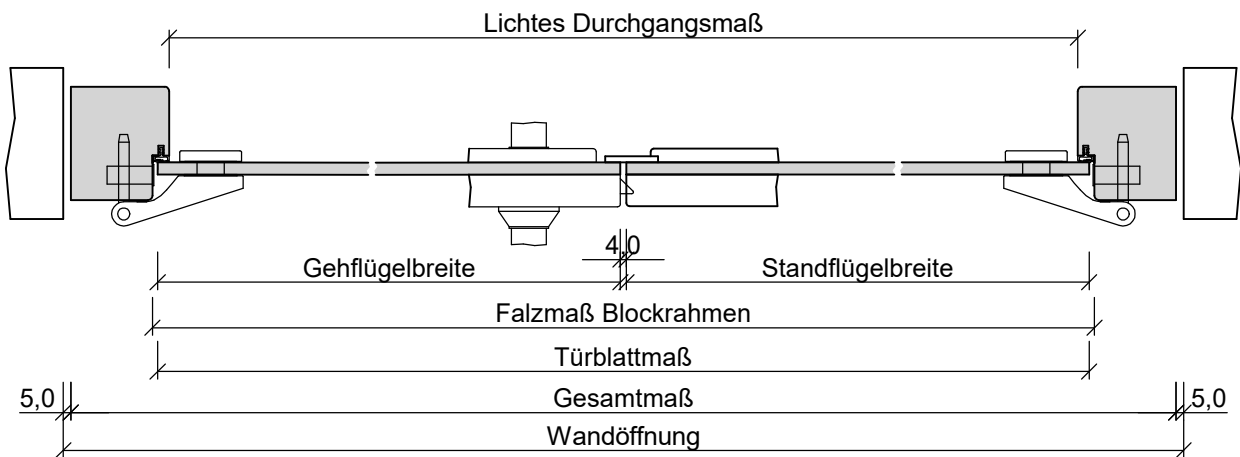 Lichtes Durchgangsmaß
4,0
Gehflügelbreite
Standflügelbreite
Falzmaß Blockrahmen
Türblattmaß
5,0
Gesamtmaß
5,0
Wandöffnung